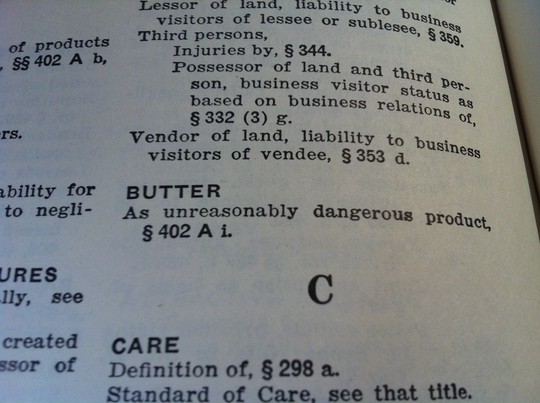 of products
, §§ 402 A b,
rs.
ability for
to negli-
URES
lly, see
created
ssor of
Lessor of land, liability to business
visitors of lessee or sublesee, § 359.
Third persons,
Injuries by, § 344.
Possessor of land and third per-
son, business visitor status as
based on business relations of,
§ 332 (3) g.
Vendor of land, liability to business
visitors of vendee, § 353 d.
BUTTER
As unreasonably dangerous product,
§ 402 A i.
C
CARE
Definition of, § 298 a.
Standard of Care, see that title.